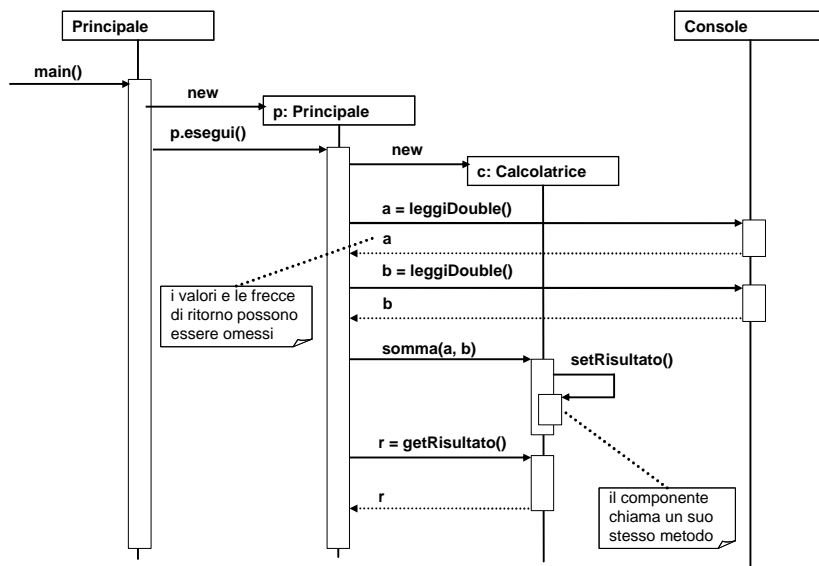 Principale
Console
main()
new
p: Principale
p.esegui()
new
c: Calcolatrice
a = leggiDouble()
a
b = leggiDouble()
i valori e le frecce
di ritorno possono
essere omessi
b
somma(a, b)
setRisultato()
r = getRisultato()
r
il componente
chiama un suo
stesso metodo